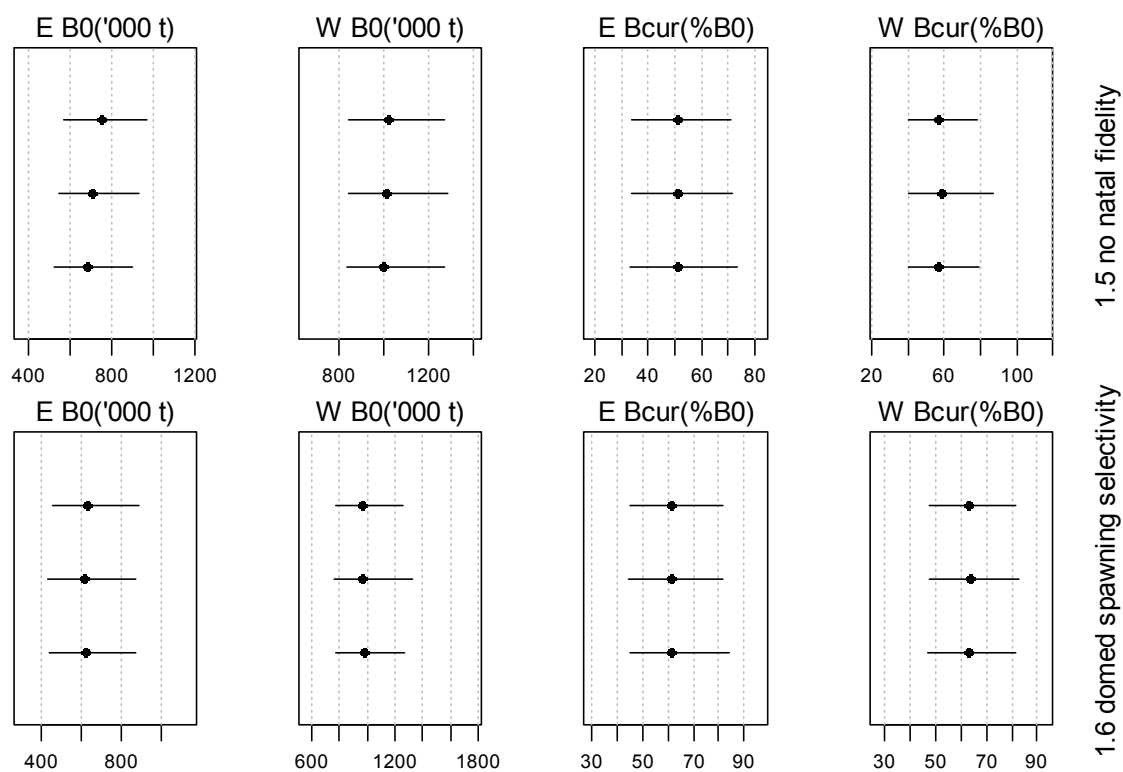 E B0('000 t)
W B0('000 t)
E Bcur(%B0)
W Bcur(%B0)
400 800 1200
800 1200
20 40 60 80
20 60 100
1.5 no natal fidelity
E B0('000 t)
W B0('000 t)
E Bcur(%B0)
W Bcur(%B0)
400 800
600 1200 1800
30 50 70 90
30 50 70 90
1.6 domed spawning selectivity